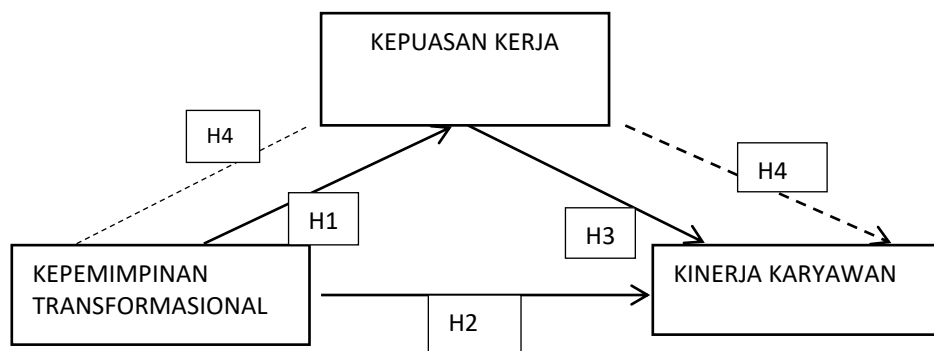 KEPUASAN KERJA
H4
H4
H1
H3
KEPEMIMPINAN
TRANSFORMASIONAL
KINERJA KARYAWAN
H2